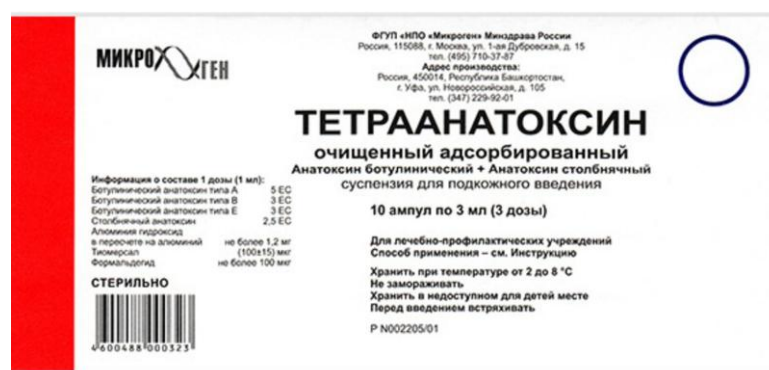 МИКРОГЕН
ФГУП «НПО «Микроген» Минздрава России
Россия, 115088, г. Москва, ул. 1-ая Дубровская, д. 15
тел. (495) 710-37-87
Адрес производства:
Россия, 450014, Республика Башкортостан,
г. Уфа, ул. Новороссийская, д. 105
тел. (347) 229-92-01
ТЕТРААНАТОКСИН
очищенный адсорбированный
Анатоксин ботулинический + Анатоксин столбнячный
суспензия для подкожного введения
10 ампул по 3 мл (3 дозы)
Информация о составе 1 дозы (1 мл):
Ботулинический анатоксин типа А 5 ЕС
Ботулинический анатоксин типа В 3 ЕС
Ботулинический анатоксин типа Е 3 ЕС
Столбнячный анатоксин 2,5 ЕС
Алюминия гидроксид
в пересчете на алюминий не более 1,2 мг
Тиомерсал (100±15) мкг
Формальдегид не более 100 мкг
СТЕРИЛЬНО
4600488000323
Для лечебно-профилактических учреждений
Способ применения – см. Инструкцию
Хранить при температуре от 2 до 8 °С
Не замораживать
Хранить в недоступном для детей месте
Перед введением встряхивать
Р N002205/01